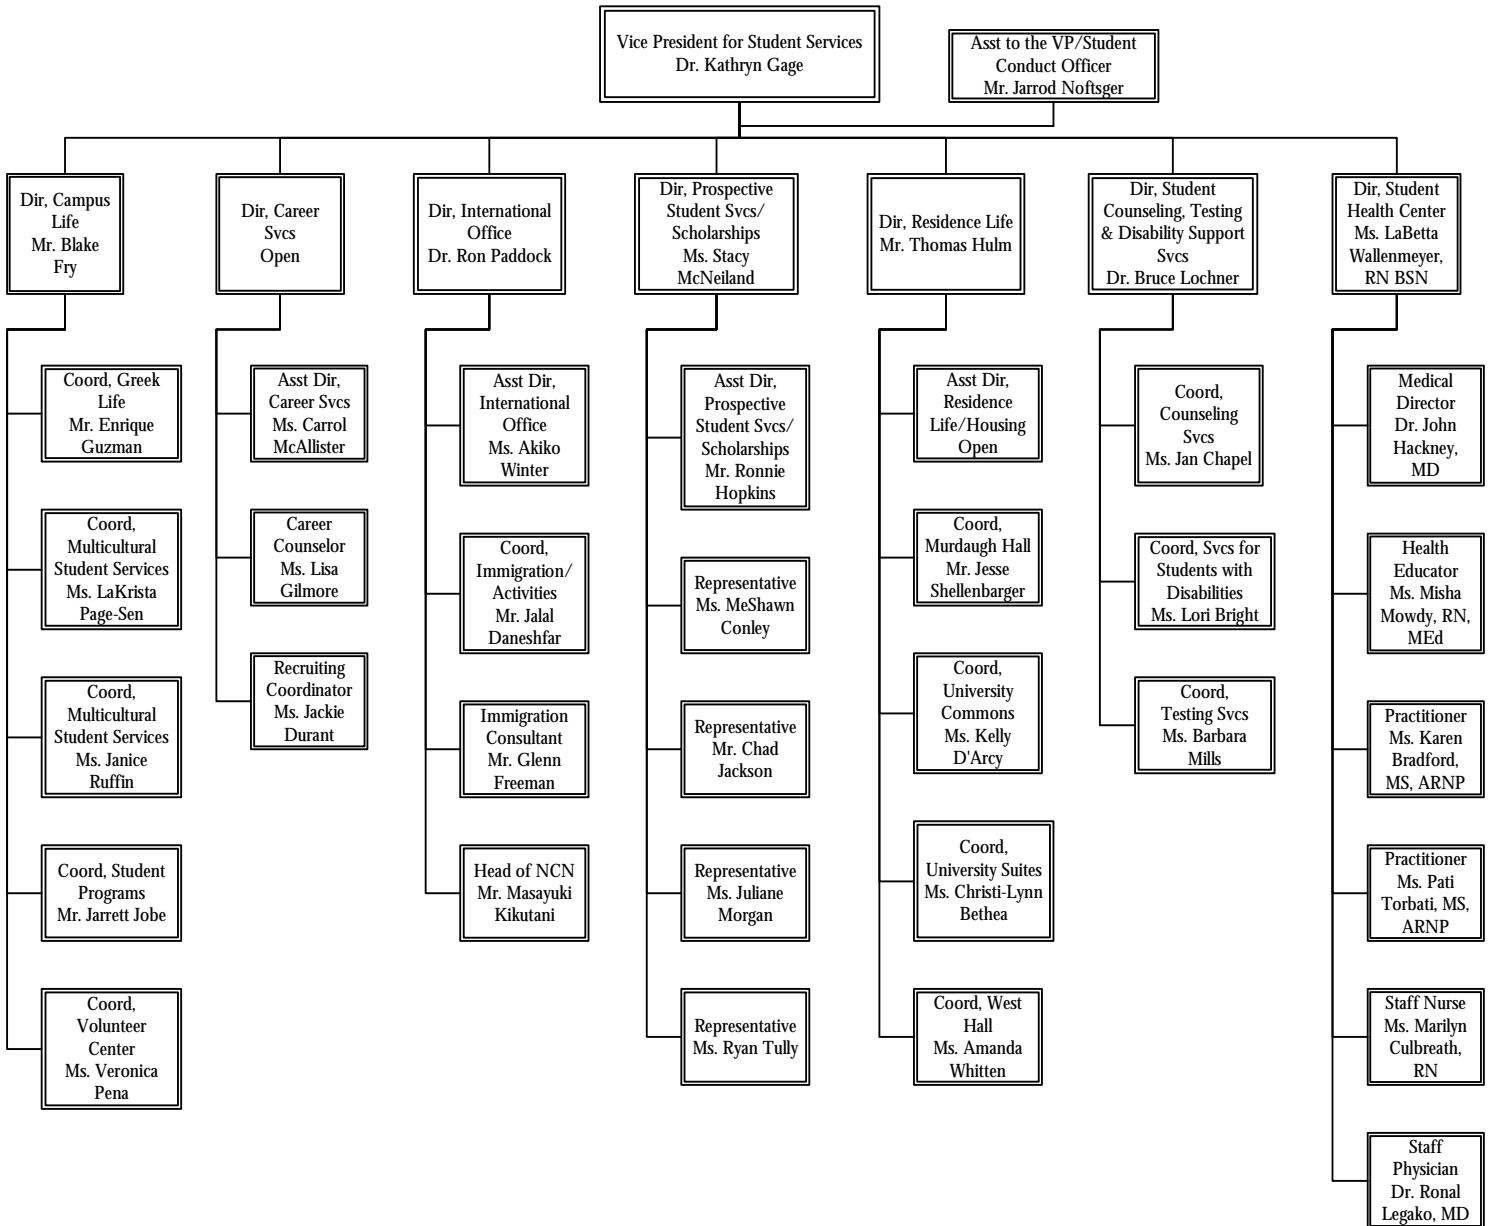 Vice President for Student Services
Dr. Kathryn Gage
Asst to the VP/Student
Conduct Officer
Mr. Jarrod Noftsger
Dir, Campus
Life
Mr. Blake
Fry
Dir, Career
Svcs
Open
Dir, International
Office
Dr. Ron Paddock
Dir, Prospective
Student Svcs/
Scholarships
Ms. Stacy
McNeiland
Dir, Residence Life
Mr. Thomas Hulm
Dir, Student
Counseling, Testing
& Disability Support
Svcs
Dr. Bruce Lochner
Dir, Student
Health Center
Ms. LaBetta
Wallenmeyer,
RN BSN
Coord, Greek
Life
Mr. Enrique
Guzman
Coord,
Multicultural
Student Services
Ms. LaKrista
Page-Sen
Coord,
Multicultural
Student Services
Ms. Janice
Ruffin
Coord, Student
Programs
Mr. Jarrett Jobe
Coord,
Volunteer
Center
Ms. Veronica
Pena
Asst Dir,
Career Svcs
Ms. Carrol
McAllister
Career
Counselor
Ms. Lisa
Gilmore
Recruiting
Coordinator
Ms. Jackie
Durant
Asst Dir,
International
Office
Ms. Akiko
Winter
Coord,
Immigration/
Activities
Mr. Jalal
Daneshfar
Immigration
Consultant
Mr. Glenn
Freeman
Head of NCN
Mr. Masayuki
Kikutani
Asst Dir,
Prospective
Student Svcs/
Scholarships
Mr. Ronnie
Hopkins
Representative
Ms. MeShawn
Conley
Representative
Mr. Chad
Jackson
Representative
Ms. Juliane
Morgan
Representative
Ms. Ryan Tully
Asst Dir,
Residence
Life/Housing
Open
Coord,
Murdaugh Hall
Mr. Jesse
Shellenbarger
Coord,
University
Commons
Ms. Kelly
D'Arcy
Coord,
University Suites
Ms. Christi-Lynn
Bethea
Coord, West
Hall
Ms. Amanda
Whitten
Coord,
Counseling
Svcs
Ms. Jan Chapel
Coord, Svcs for
Students with
Disabilities
Ms. Lori Bright
Coord,
Testing Svcs
Ms. Barbara
Mills
Medical
Director
Dr. John
Hackney,
MD
Health
Educator
Ms. Misha
Mowdy, RN,
MEd
Practitioner
Ms. Karen
Bradford,
MS, ARNP
Practitioner
Ms. Pati
Torbati, MS,
ARNP
Staff Nurse
Ms. Marilyn
Culbreath,
RN
Staff
Physician
Dr. Ronal
Legako, MD